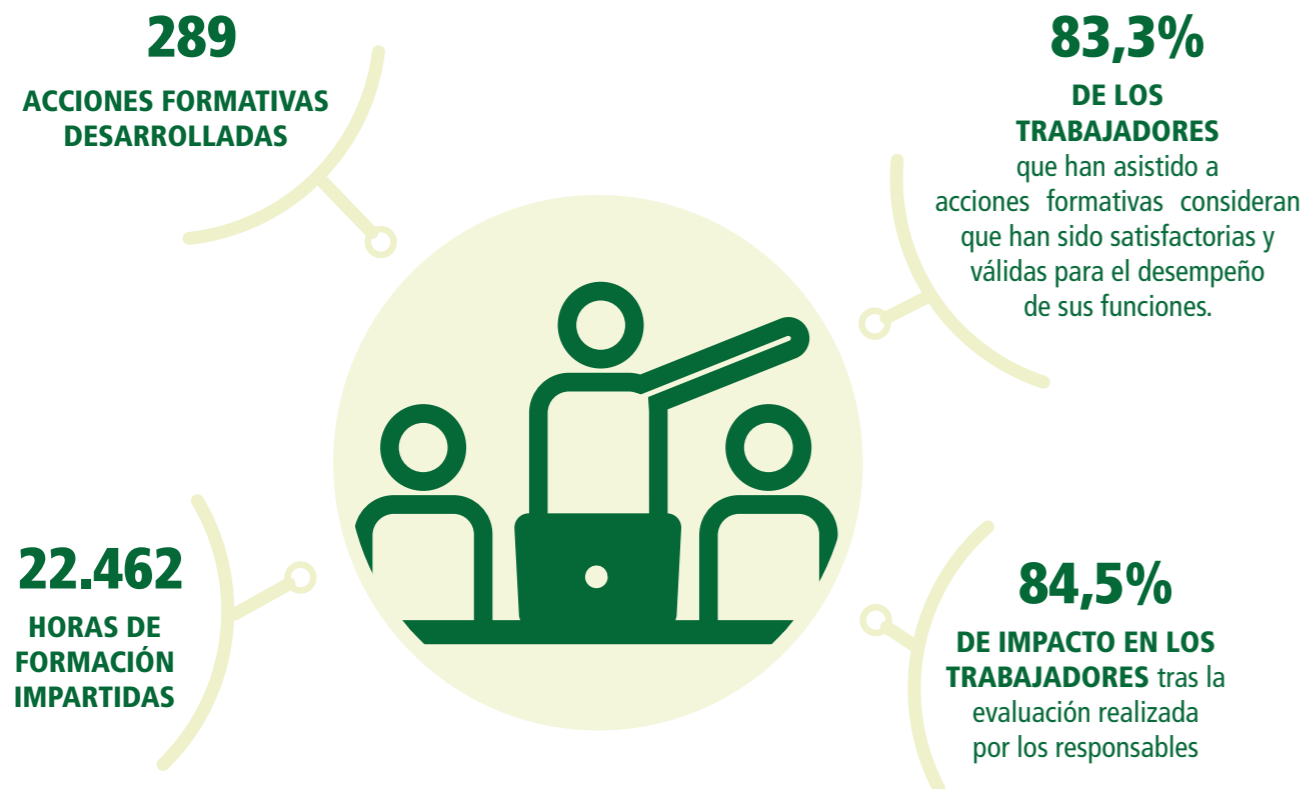 289
ACCIONES FORMATIVAS
DESARROLLADAS
83,3%
DE LOS
TRABAJADORES
que han asistido a
acciones formativas consideran
que han sido satisfactorias y
válidas para el desempeño
de sus funciones.
22.462
HORAS DE
FORMACIÓN
IMPARTIDAS
84,5%
DE IMPACTO EN LOS
TRABAJADORES tras la
evaluación realizada
por los responsables